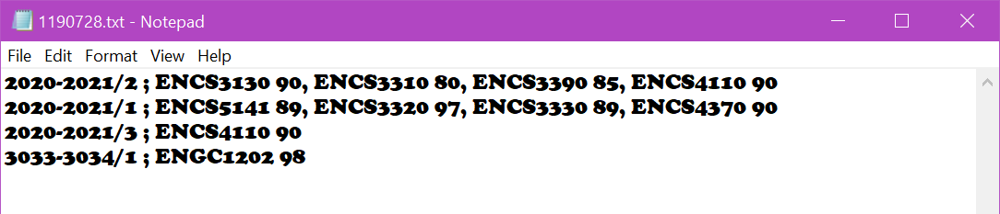 1190728.txt - Notepad
File Edit Format View Help
2020-2021/2 ; ENCS3130 90, ENCS3310 80, ENCS3390 85, ENCS4110 90
2020-2021/1 ; ENCS5141 89, ENCS3320 97, ENCS3330 89, ENCS4370 90
2020-2021/3 ; ENCS4110 90
3033-3034/1 ; ENGC1202 98